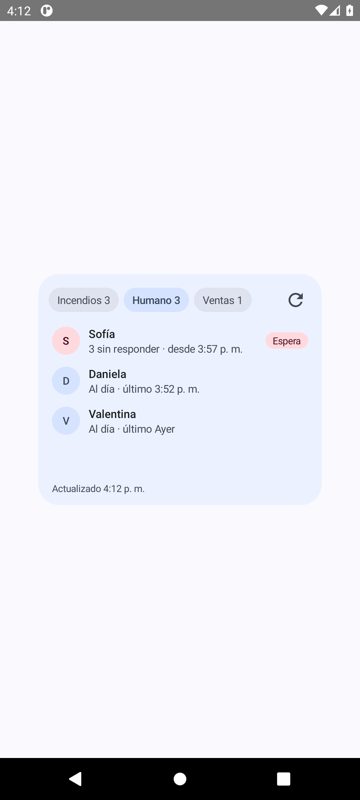 4:12
Incendios 3
Humano 3
Ventas 1
S
Sofía
3 sin responder · desde 3:57 p. m.
Espera
D
Daniela
Al día · último 3:52 p. m.
V
Valentina
Al día · último Ayer
Actualizado 4:12 p. m.